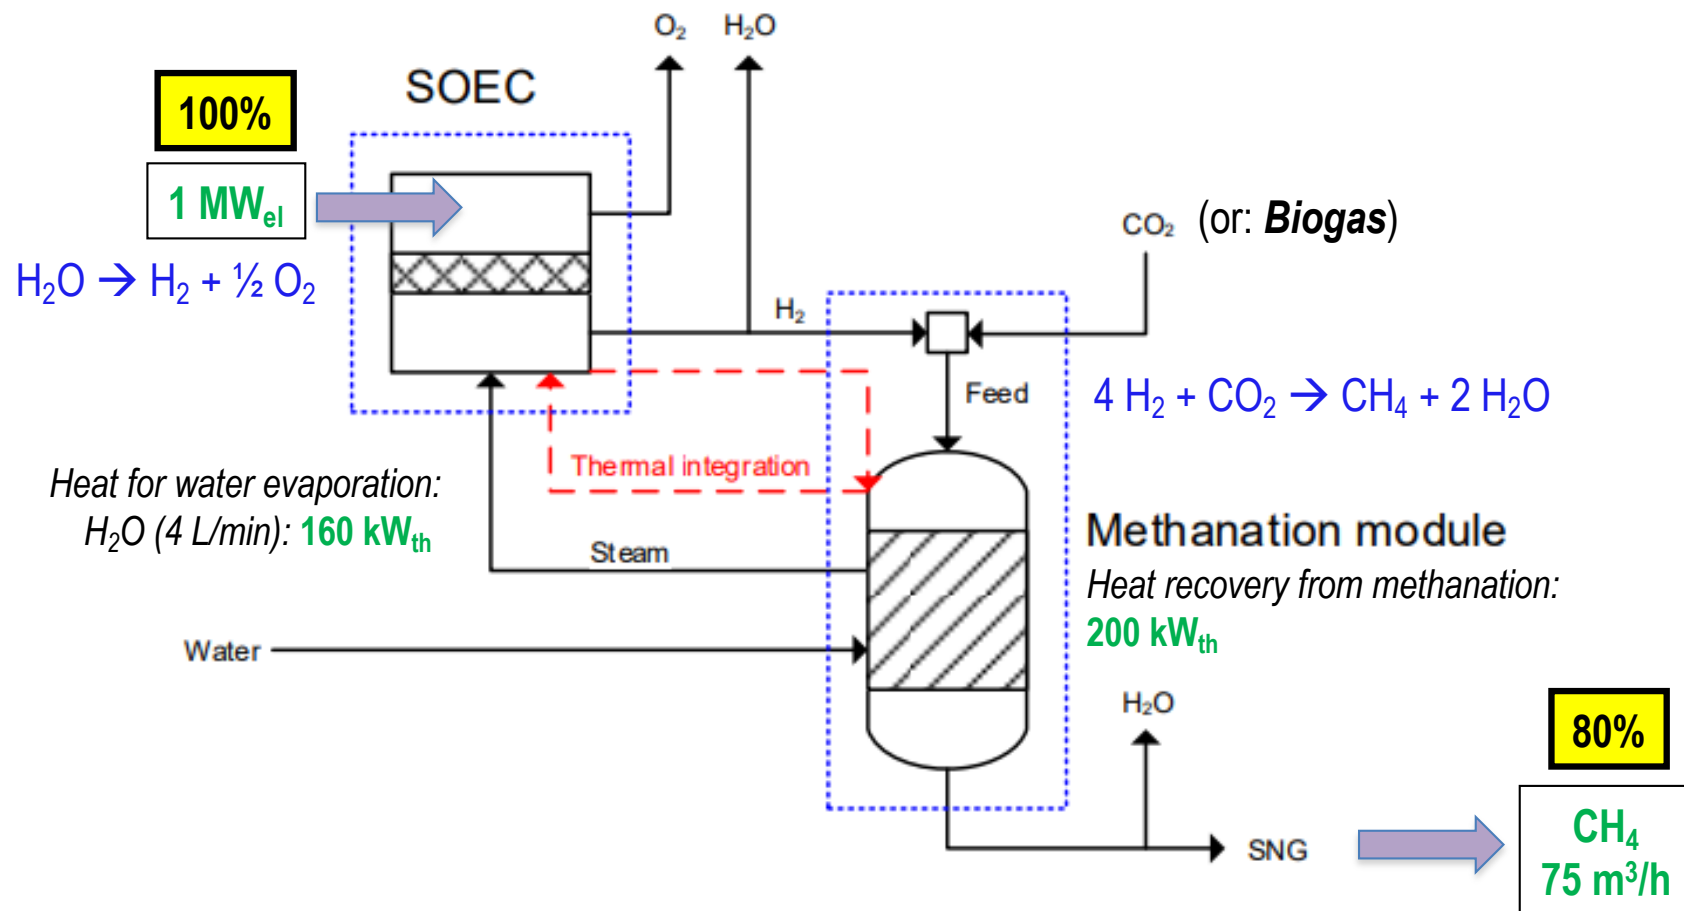 O₂ H₂O
SOEC
100%
1 MWₑₗ
H₂O → H₂ + ½ O₂
CO₂ (or: Biogas)
H₂
Feed
4 H₂ + CO₂ → CH₄ + 2 H₂O
Thermal integration
Heat for water evaporation:
H₂O (4 L/min): 160 kWₜₕ
Steam
Methanation module
Heat recovery from methanation:
200 kWₜₕ
Water
H₂O
80%
SNG
CH₄
75 m³/h